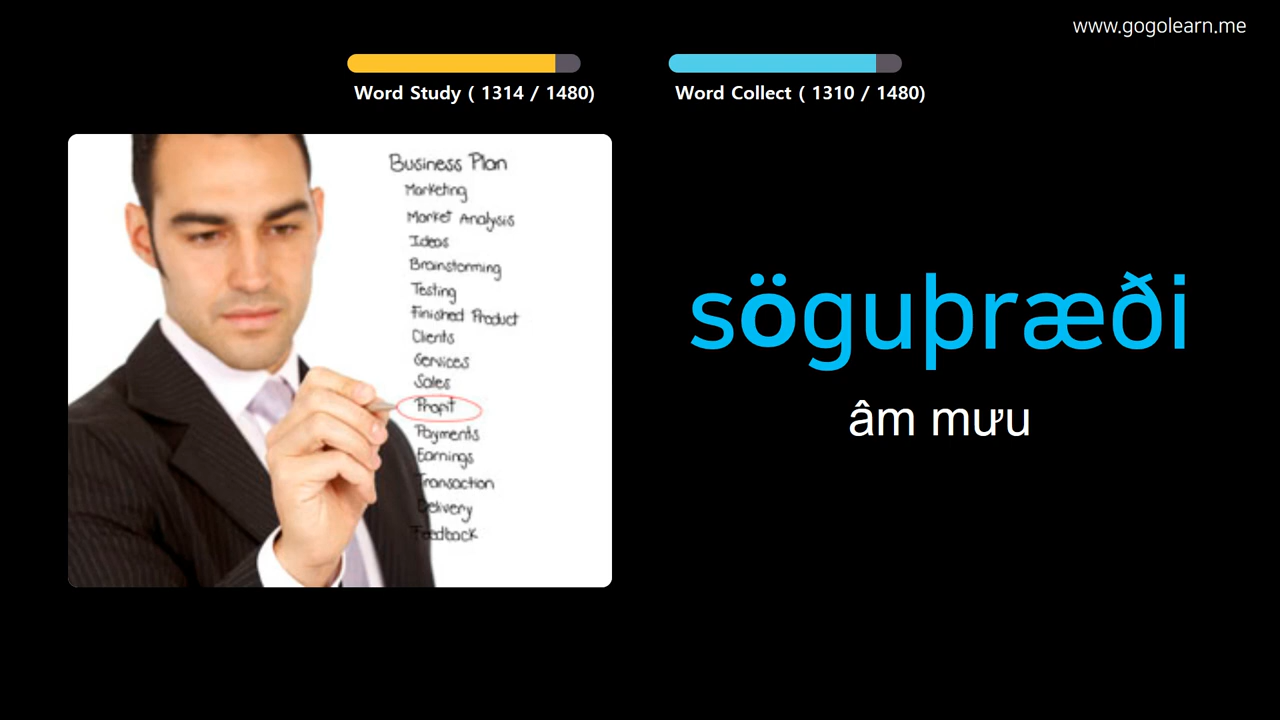 www.gogolearn.me
Word Study ( 1314 / 1480)
Word Collect ( 1310 / 1480)
Business Plan
Marketing
Market Analysis
Ideas
Brainstorming
Testing
Finished Product
Clients
Services
Sales
Profit
Payments
Earnings
Transaction
Delivery
Feedback
söguþræði
âm mưu